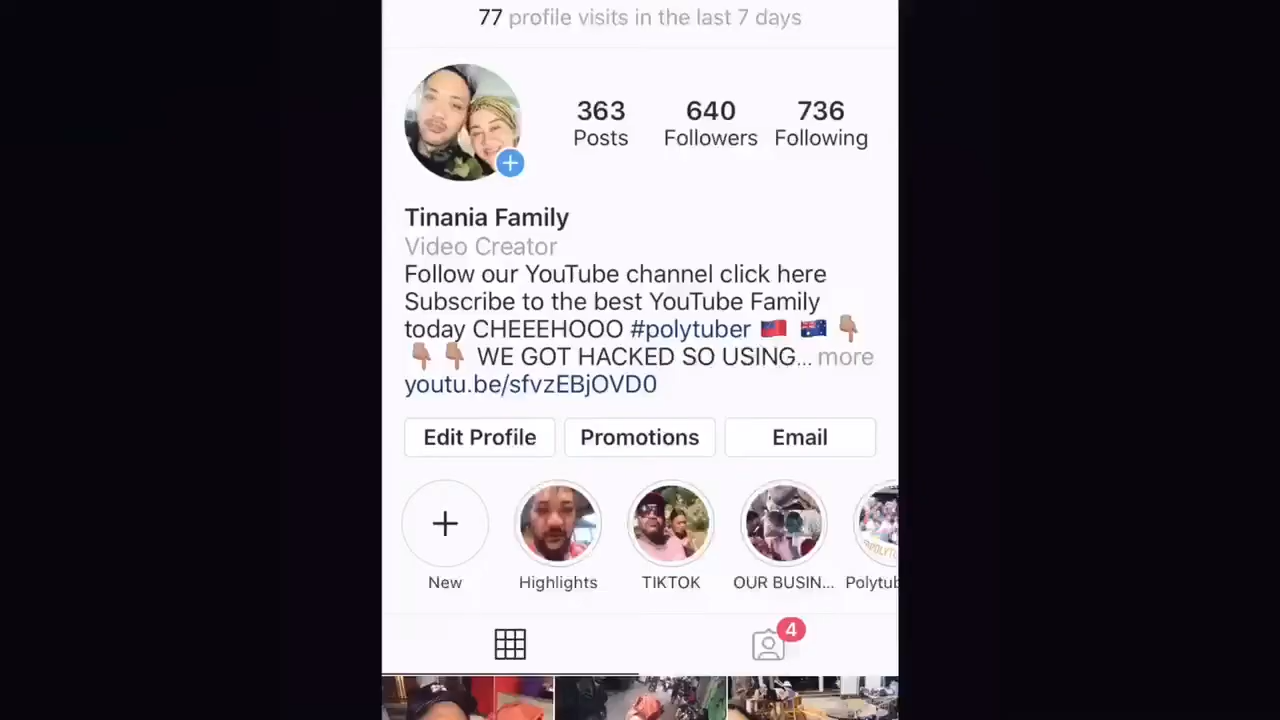 77 profile visits in the last 7 days
363 640 736
Posts Followers Following
Tinania Family
Video Creator
Follow our YouTube channel click here
Subscribe to the best YouTube Family
today CHEEEHOOO #polytuber 🇼🇸 🇦🇺 👇🏽
👇🏽 👇🏽 WE GOT HACKED SO USING... more
youtu.be/sfvzEBjOVD0
Edit Profile Promotions Email
New Highlights TIKTOK OUR BUSIN... Polytub
4